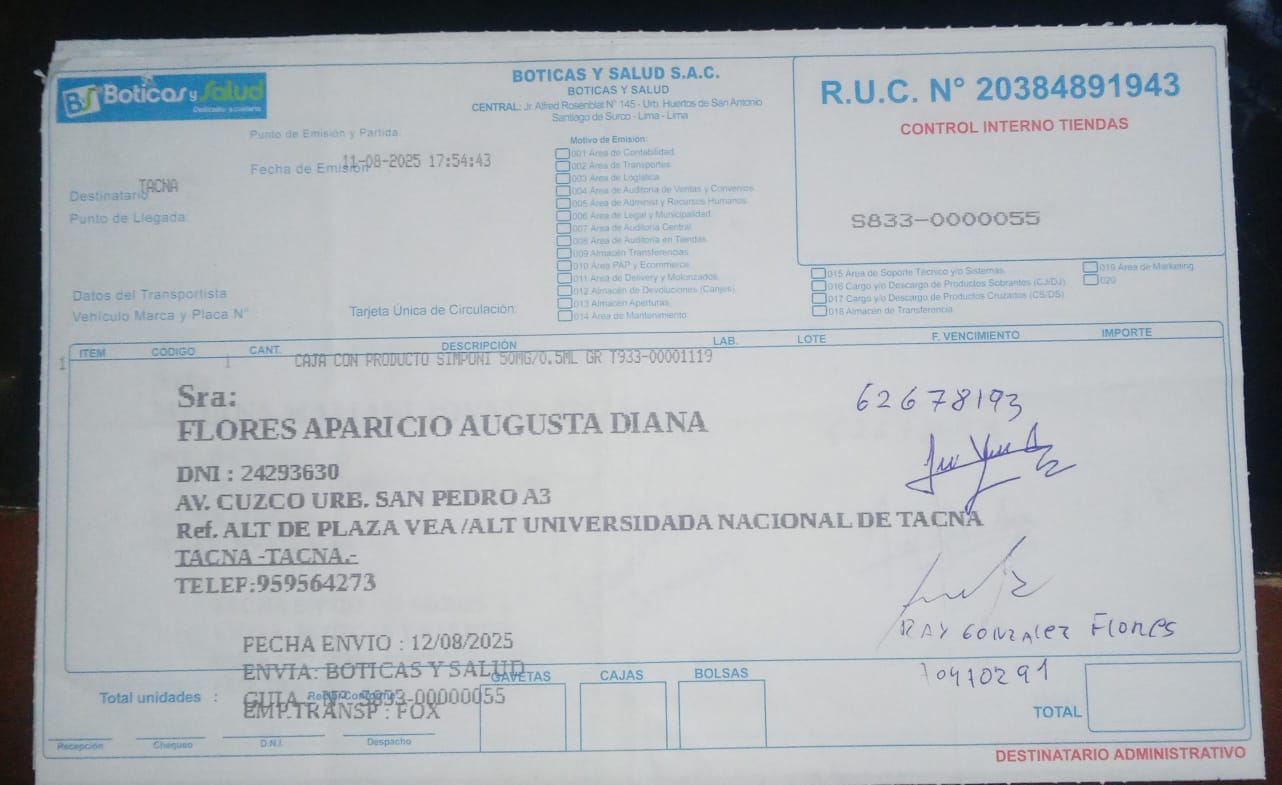 BS Boticas y Salud
BOTICAS Y SALUD S.A.C.
BOTICAS Y SALUD
CENTRAL: Jr. Alfred Rosenblat N° 145 - Urb. Huertos de San Antonio
Santiago de Surco - Lima - Lima
R.U.C. N° 20384891943
CONTROL INTERNO TIENDAS
S833-0000055
Punto de Emisión y Partida
Fecha de Emisión 11-08-2025 17:54:43
Destinatario TACNA
Punto de Llegada
Datos del Transportista
Vehículo Marca y Placa N°
Tarjeta Única de Circulación:
Motivo de Emisión:
001 Área de Contabilidad
002 Área de Transportes
003 Área de Logística
004 Área de Auditoria de Ventas y Convenios
005 Área de Administ y Recursos Humanos
006 Área de Legal y Municipalidad
007 Área de Auditoria Central
008 Área de Auditoria en Tiendas
009 Almacén Transferencias
010 Área PAP y Ecommerce
011 Área de Delivery y Motorizados
012 Almacén de Devoluciones (Canjes)
013 Almacén Aperturas
014 Área de Mantenimiento
015 Área de Soporte Técnico y/o Sistemas
016 Cargo y/o Descargo de Productos Sobrantes (CJ/DJ)
017 Cargo y/o Descargo de Productos Cruzados (CS/DS)
018 Almacén de Transferencia
019 Área de Marketing
020
ITEM CÓDIGO CANT. DESCRIPCIÓN LAB. LOTE F. VENCIMIENTO IMPORTE
1 1 CAJA CON PRODUCTO SIMPONI 50MG/0.5ML GR T933-00001119
Sra:
FLORES APARICIO AUGUSTA DIANA
DNI : 24293630
AV. CUZCO URB. SAN PEDRO A3
Ref. ALT DE PLAZA VEA /ALT UNIVERSIDADA NACIONAL DE TACNA
TACNA -TACNA.-
TELEF:959564273
62678193
RAY GONZALEZ FLORES
70410291
FECHA ENVIO : 12/08/2025
ENVIA: BOTICAS Y SALUD
GUIA
EMP.TRANSP : FOX
Total unidades :
GAVETAS CAJAS BOLSAS
TOTAL
Recepción Chequeo D.N.I. Despacho
DESTINATARIO ADMINISTRATIVO